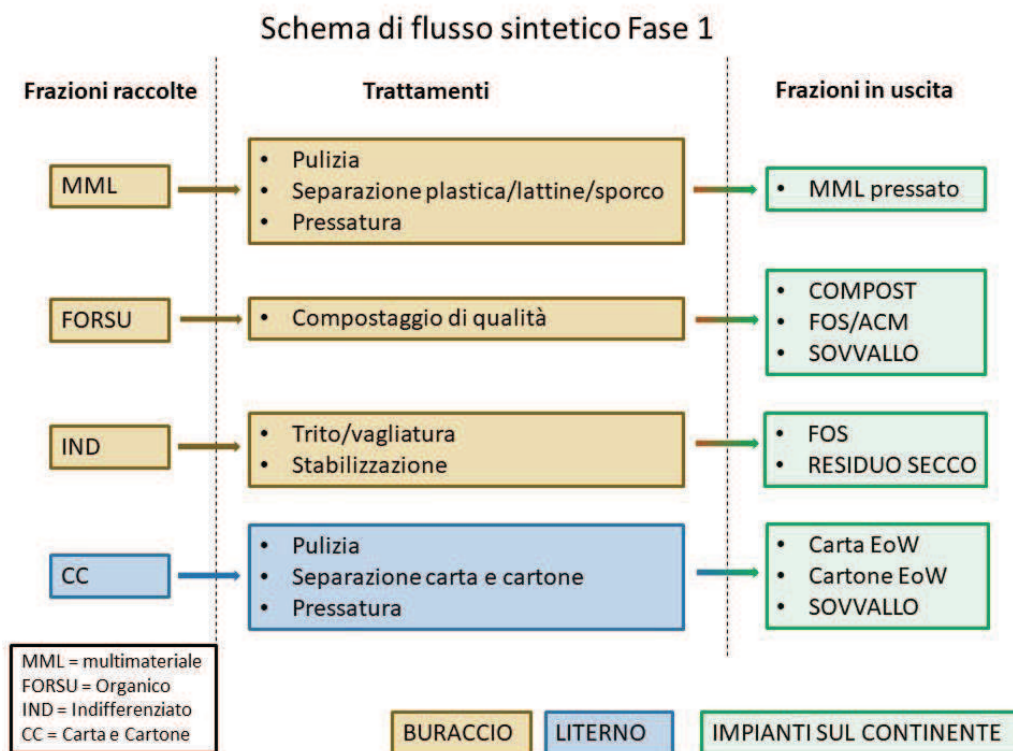 Schema di flusso sintetico Fase 1
Frazioni raccolte
Trattamenti
Frazioni in uscita
MML
• Pulizia
• Separazione plastica/lattine/sporco
• Pressatura
• MML pressato
FORSU
• Compostaggio di qualità
• COMPOST
• FOS/ACM
• SOVVALLO
IND
• Trito/vagliatura
• Stabilizzazione
• FOS
• RESIDUO SECCO
CC
• Pulizia
• Separazione carta e cartone
• Pressatura
• Carta EoW
• Cartone EoW
• SOVVALLO
MML = multimateriale
FORSU = Organico
IND = Indifferenziato
CC = Carta e Cartone
BURACCIO
LITERNO
IMPIANTI SUL CONTINENTE